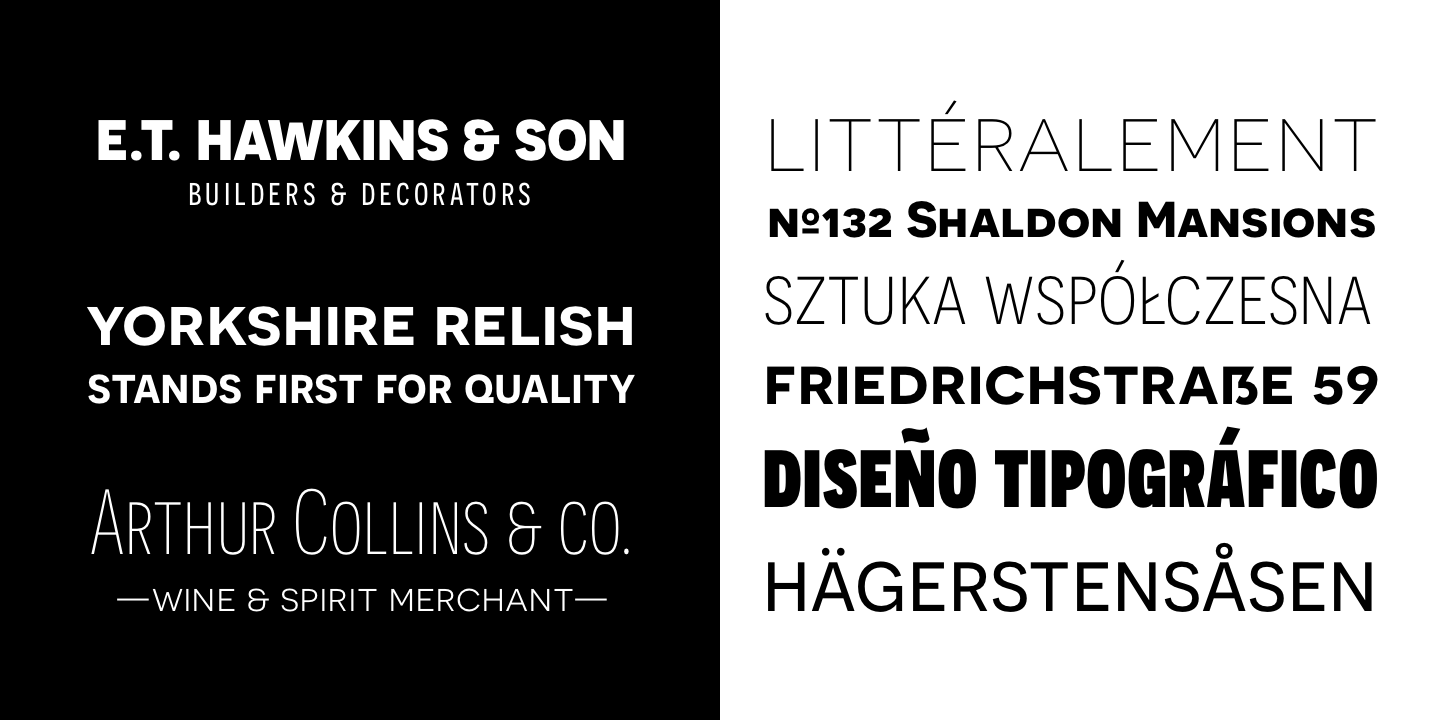 E.T. HAWKINS & SON
BUILDERS & DECORATORS
YORKSHIRE RELISH
STANDS FIRST FOR QUALITY
ARTHUR COLLINS & CO.
—WINE & SPIRIT MERCHANT—
LITTÉRALEMENT
Nº132 SHALDON MANSIONS
SZTUKA WSPÓŁCZESNA
FRIEDRICHSTRAẞE 59
DISEÑO TIPOGRÁFICO
HÄGERSTENSÅSEN